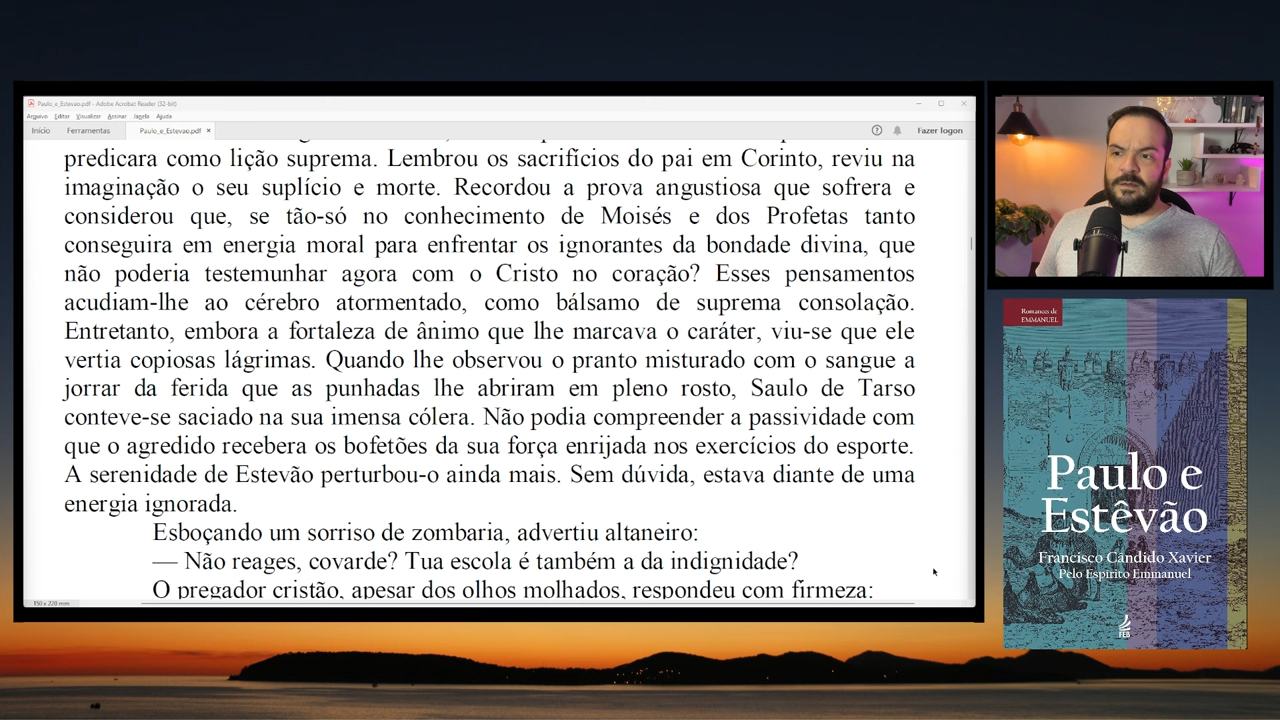 Paulo_e_Estevao.pdf - Adobe Acrobat Reader (32-bit)
Arquivo Editar Visualizar Assinar Janela Ajuda
Início Ferramentas Paulo_e_Estevao.pdf × Fazer logon
predicara como lição suprema. Lembrou os sacrifícios do pai em Corinto, reviu na
imaginação o seu suplício e morte. Recordou a prova angustiosa que sofrera e
considerou que, se tão-só no conhecimento de Moisés e dos Profetas tanto
conseguira em energia moral para enfrentar os ignorantes da bondade divina, que
não poderia testemunhar agora com o Cristo no coração? Esses pensamentos
acudiam-lhe ao cérebro atormentado, como bálsamo de suprema consolação.
Entretanto, embora a fortaleza de ânimo que lhe marcava o caráter, viu-se que ele
vertia copiosas lágrimas. Quando lhe observou o pranto misturado com o sangue a
jorrar da ferida que as punhadas lhe abriram em pleno rosto, Saulo de Tarso
conteve-se saciado na sua imensa cólera. Não podia compreender a passividade com
que o agredido recebera os bofetões da sua força enrijada nos exercícios do esporte.
A serenidade de Estevão perturbou-o ainda mais. Sem dúvida, estava diante de uma
energia ignorada.
Esboçando um sorriso de zombaria, advertiu altaneiro:
— Não reages, covarde? Tua escola é também a da indignidade?
O pregador cristão, apesar dos olhos molhados, respondeu com firmeza:
150 x 220 mm
Romances de
EMMANUEL
Paulo e
Estêvão
Francisco Cândido Xavier
Pelo Espírito Emmanuel
FEB